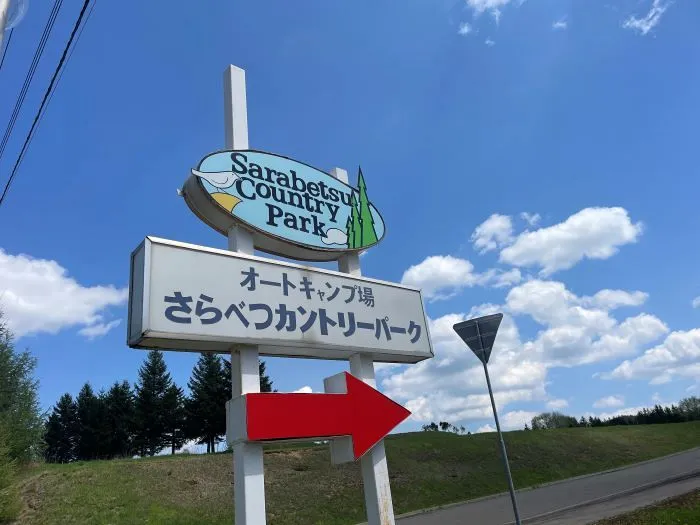 Sarabetsu
Country
Park
オートキャンプ場
さらべつカントリーパーク